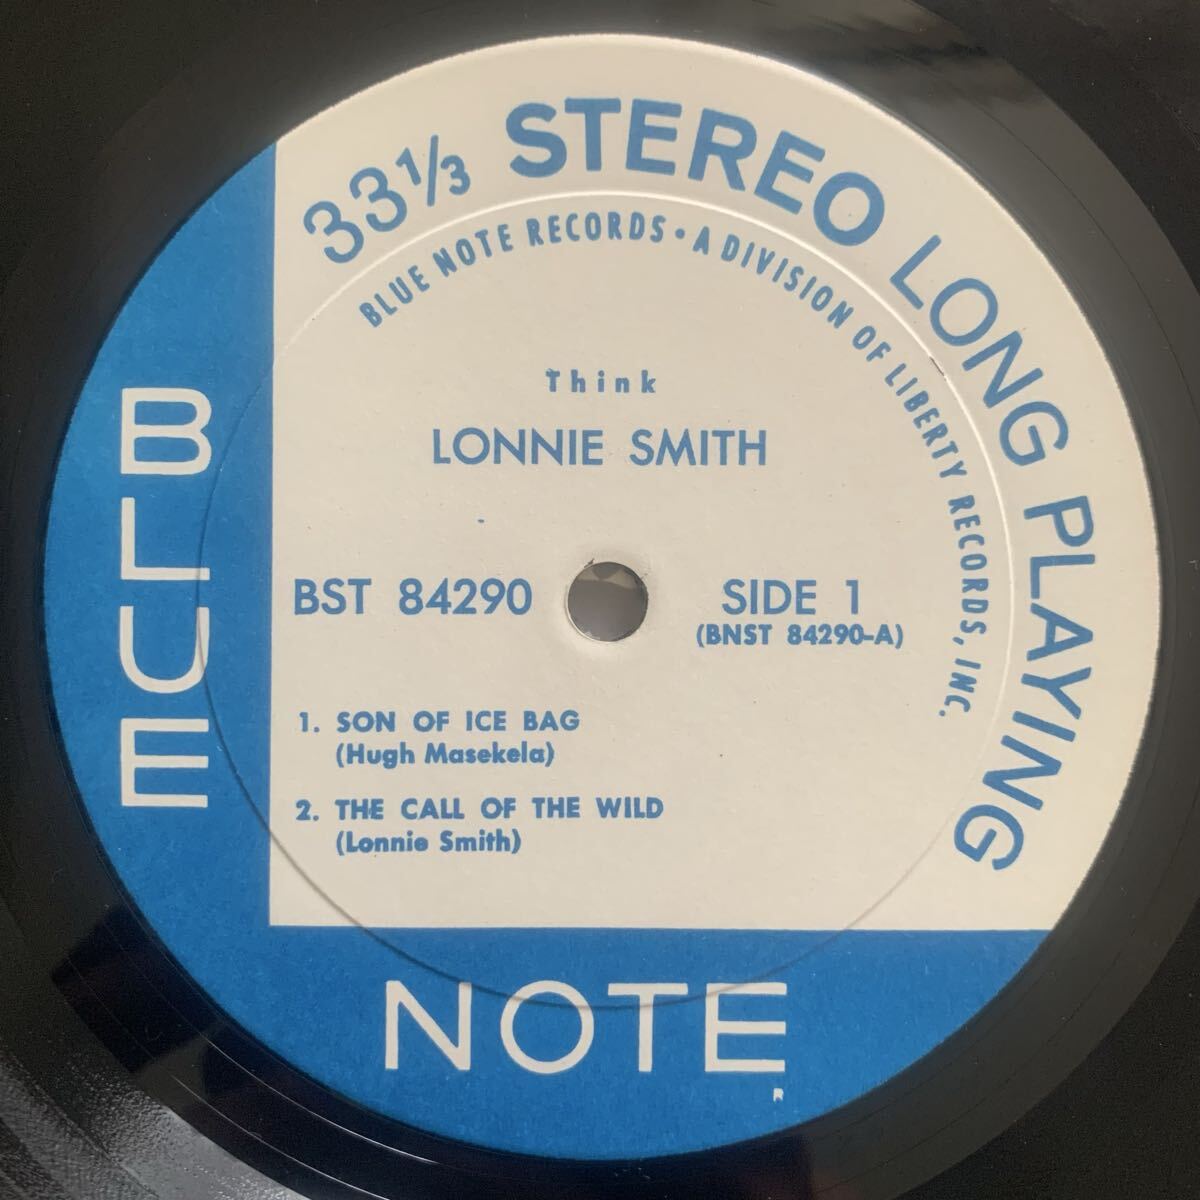 33⅓ STEREO LONG PLAYING
BLUE NOTE RECORDS • A DIVISION OF LIBERTY RECORDS, INC.
Think
LONNIE SMITH
BST 84290
SIDE 1
(BNST 84290-A)
1. SON OF ICE BAG
(Hugh Masekela)
2. THE CALL OF THE WILD
(Lonnie Smith)
BLUE
NOTE
R